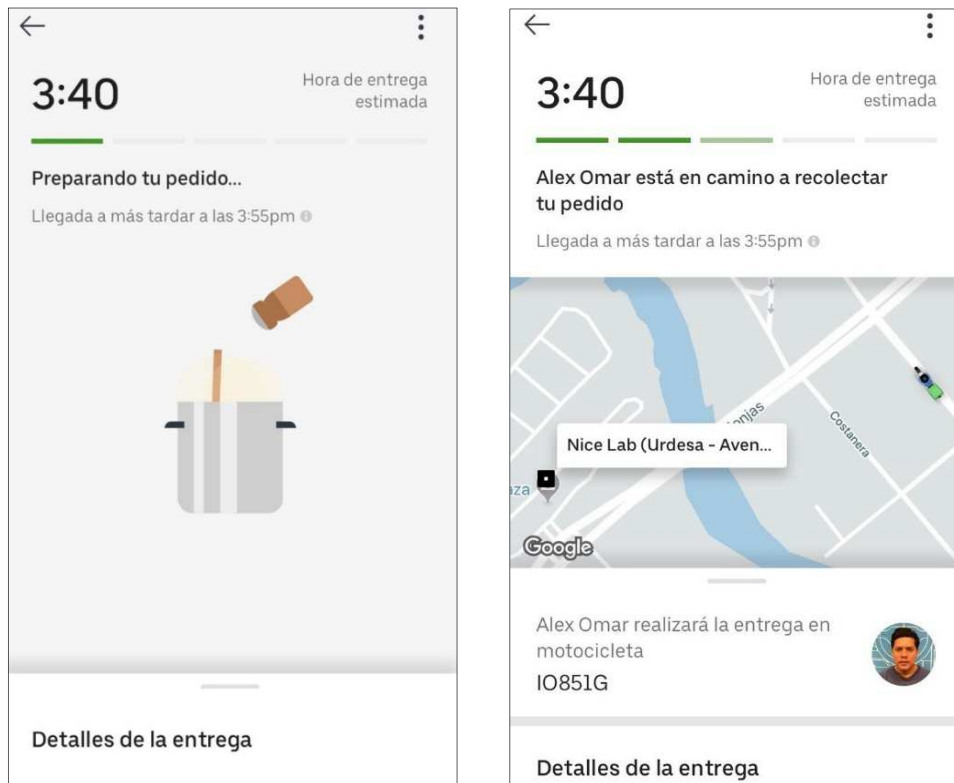 3:40
Hora de entrega
estimada
Preparando tu pedido...
Llegada a más tardar a las 3:55pm
Detalles de la entrega
3:40
Hora de entrega
estimada
Alex Omar está en camino a recolectar
tu pedido
Llegada a más tardar a las 3:55pm
onjas
Costanera
Nice Lab (Urdesa - Aven...
aza
Google
Alex Omar realizará la entrega en
motocicleta
IO851G
Detalles de la entrega